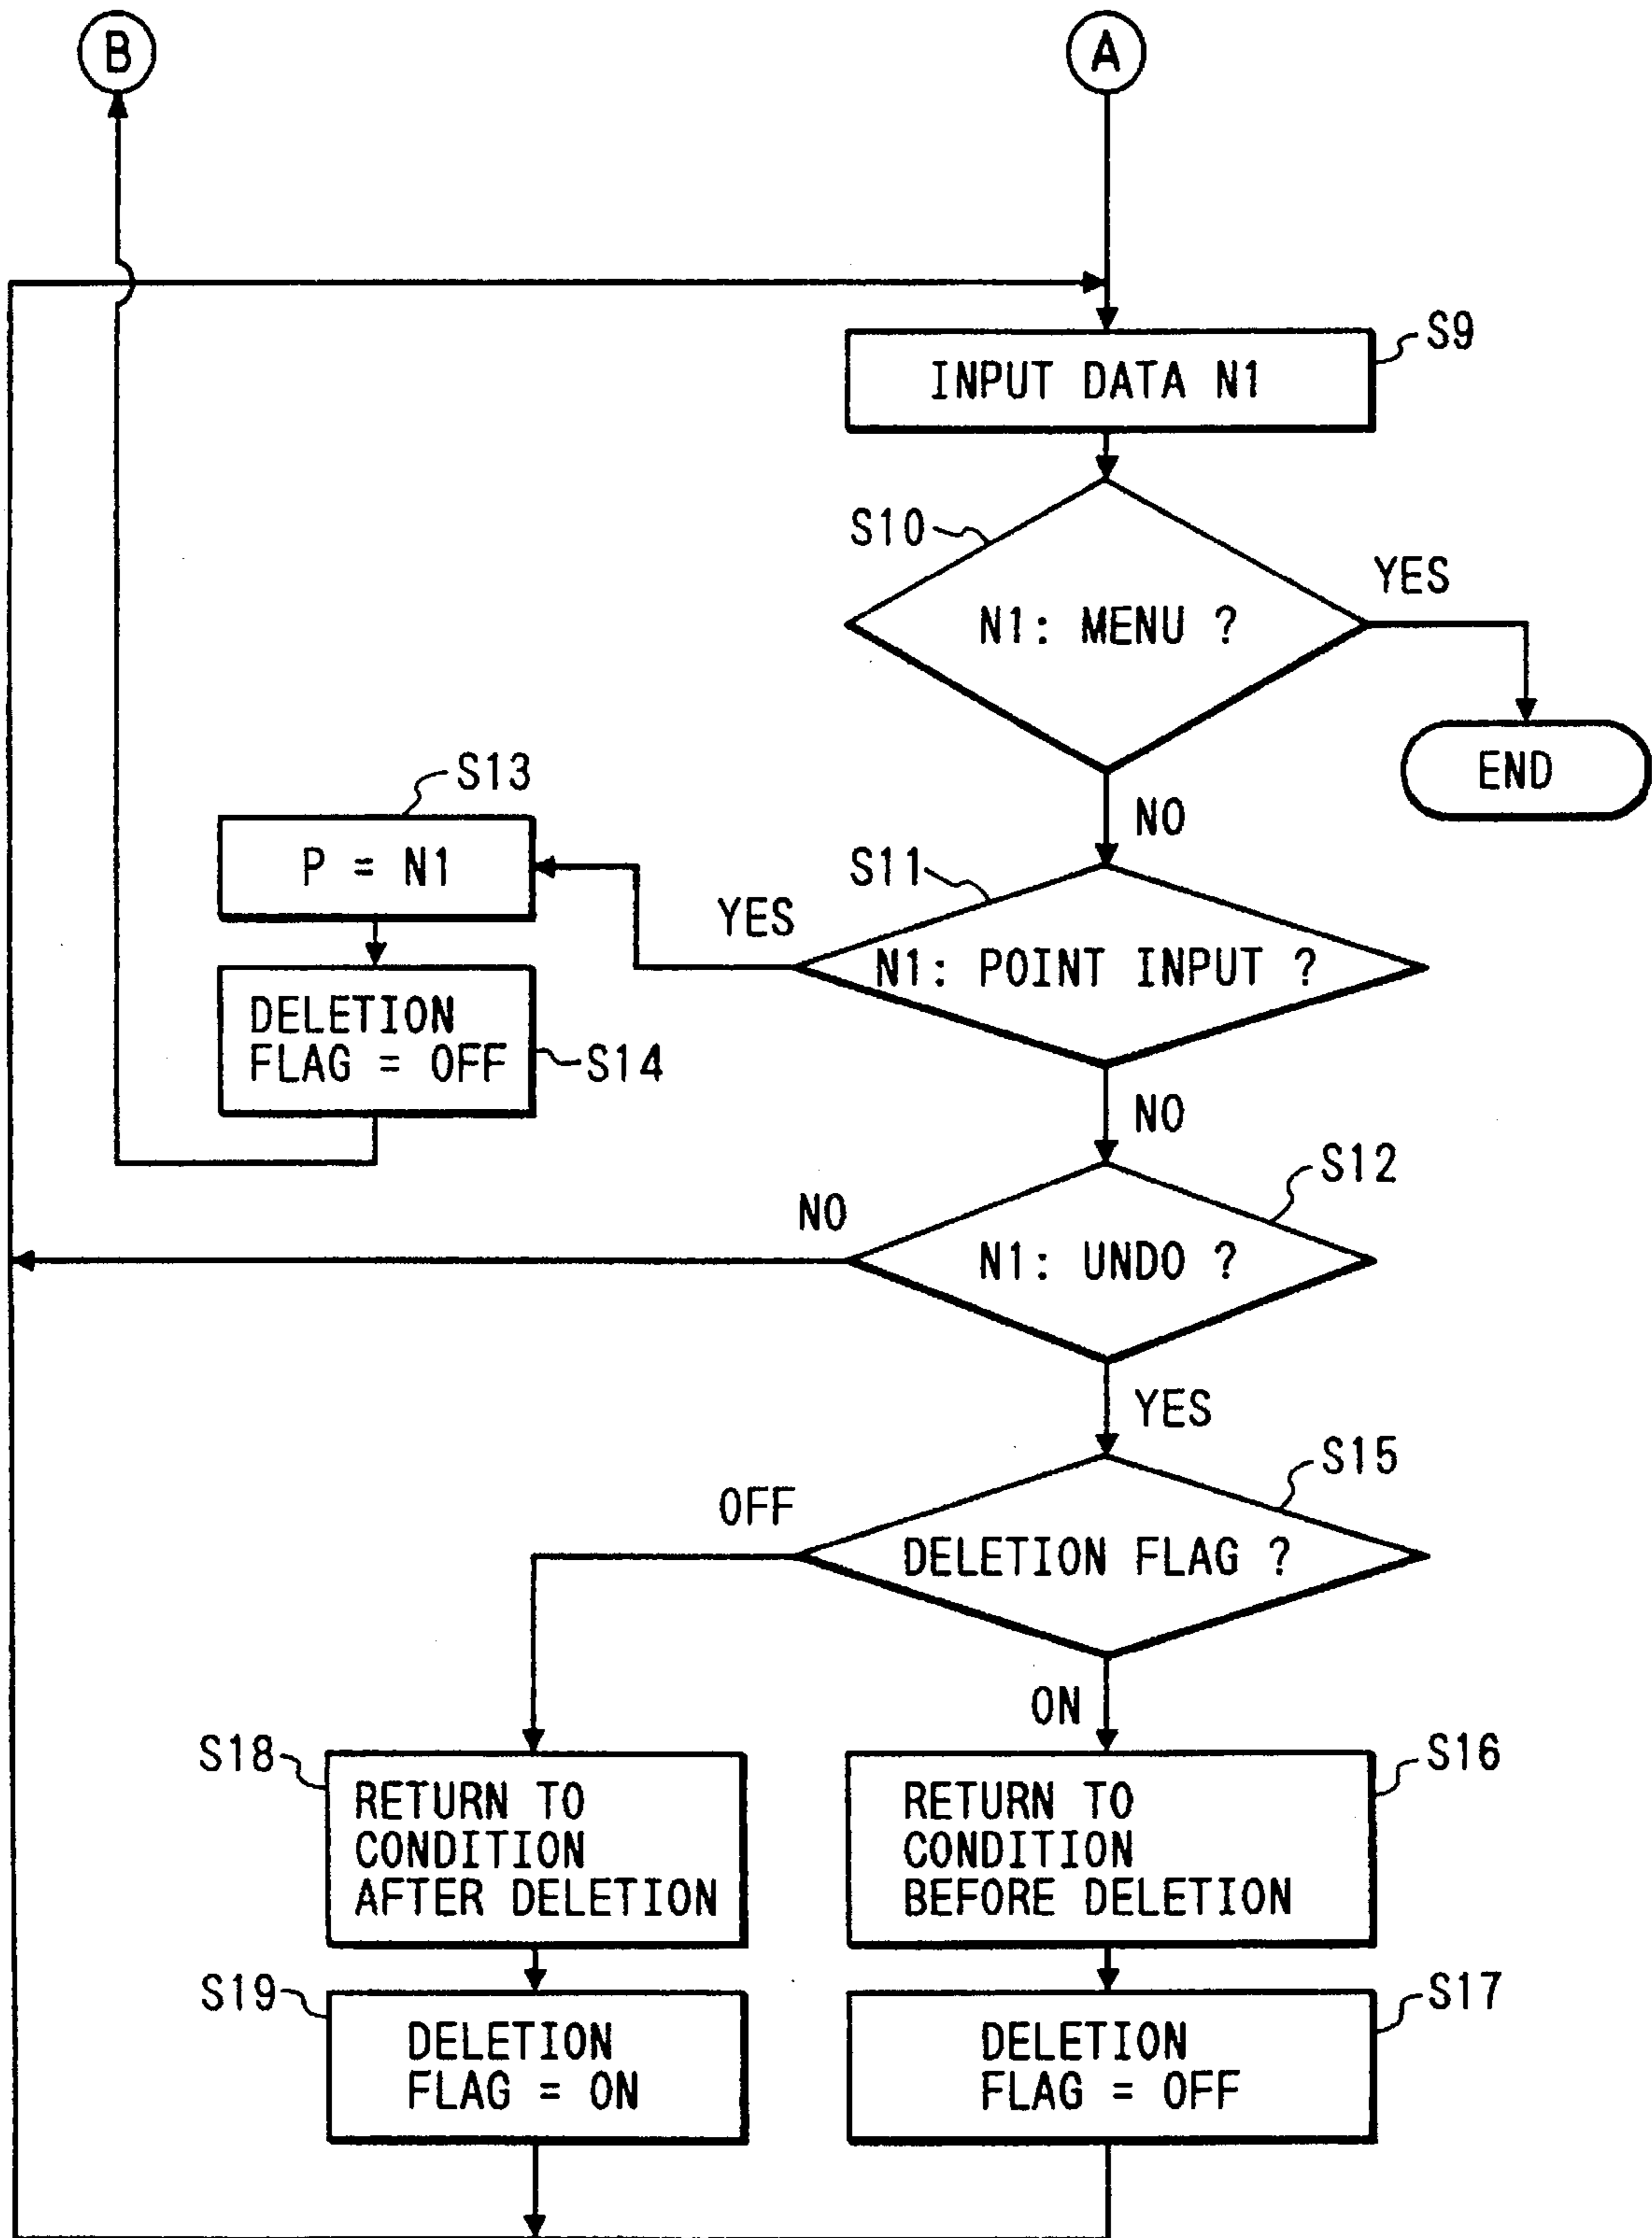 B
A
S9
INPUT DATA N1
S10
YES
N1: MENU ?
END
S13
NO
P = N1
S11
YES
N1: POINT INPUT ?
DELETION
FLAG = OFF
S14
NO
S12
NO
N1: UNDO ?
YES
S15
OFF
DELETION FLAG ?
ON
S18
RETURN TO
CONDITION
AFTER DELETION
S16
RETURN TO
CONDITION
BEFORE DELETION
S19
DELETION
FLAG = ON
S17
DELETION
FLAG = OFF